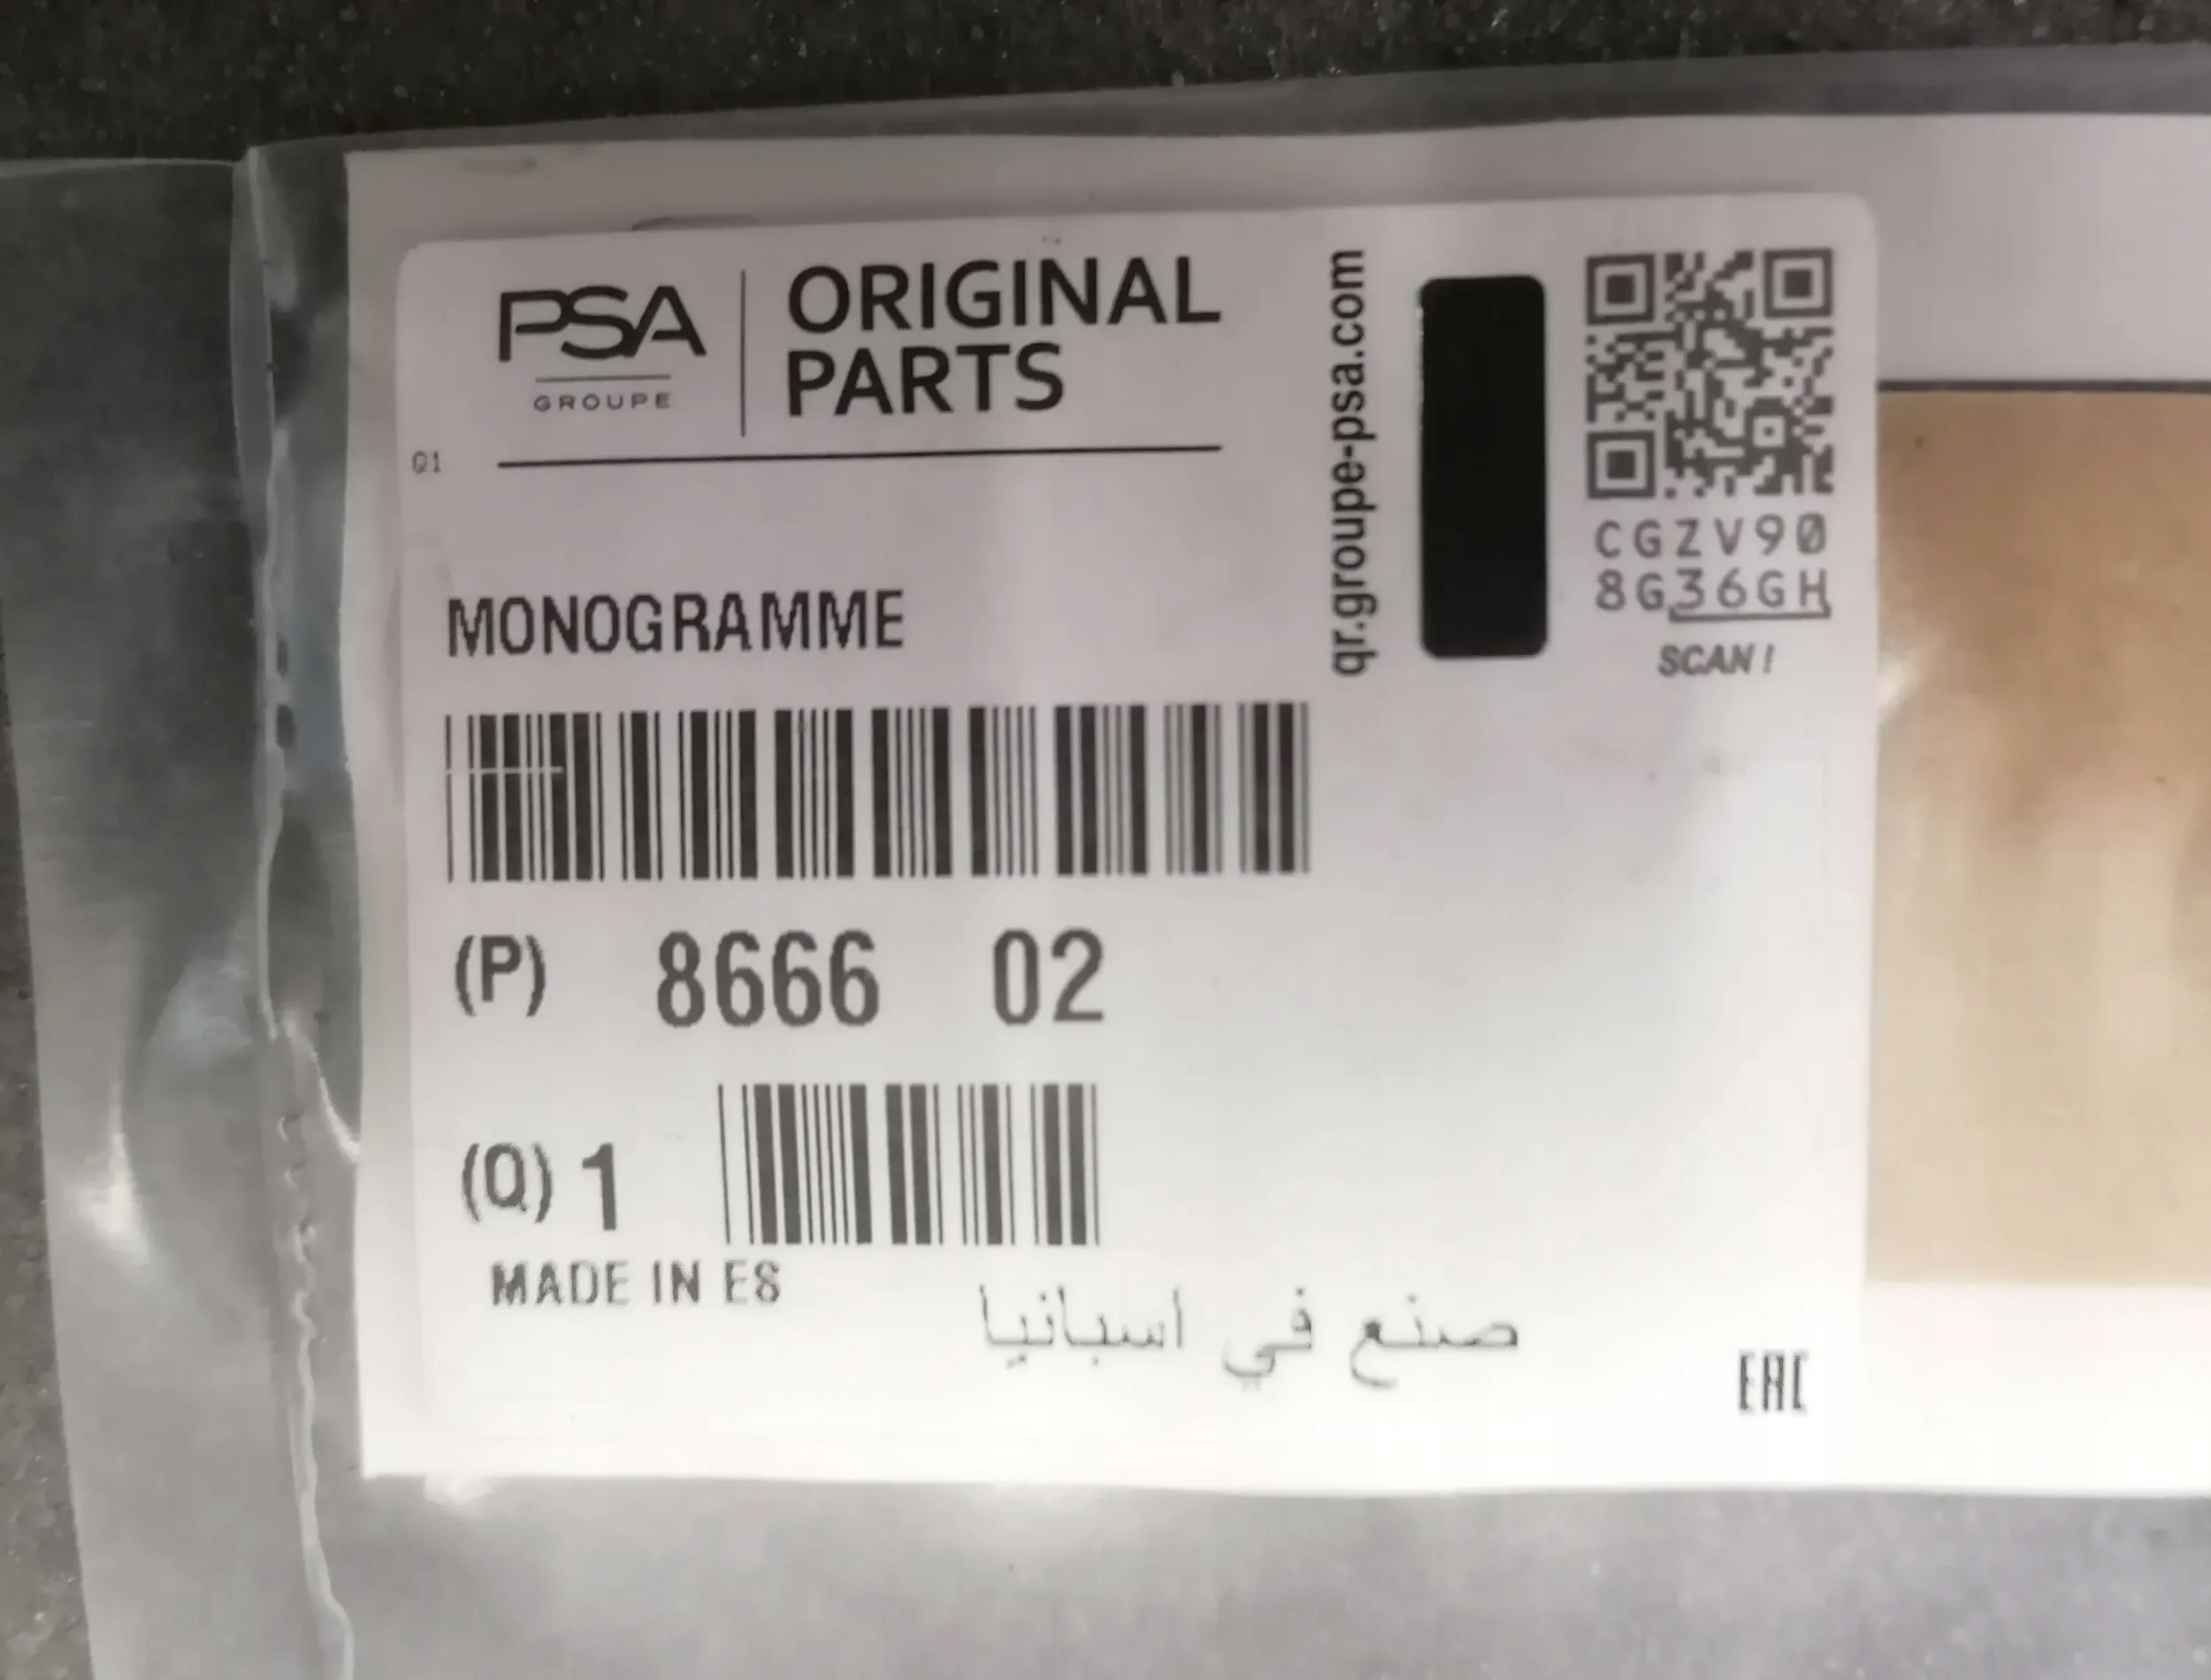 PSA
GROUPE
ORIGINAL
PARTS
Q1
qr.groupe-psa.com
CGZV90
8G36GH
SCAN!
MONOGRAMME
(P) 8666 02
(Q) 1
MADE IN ES
صنع في اسبانيا
EAC